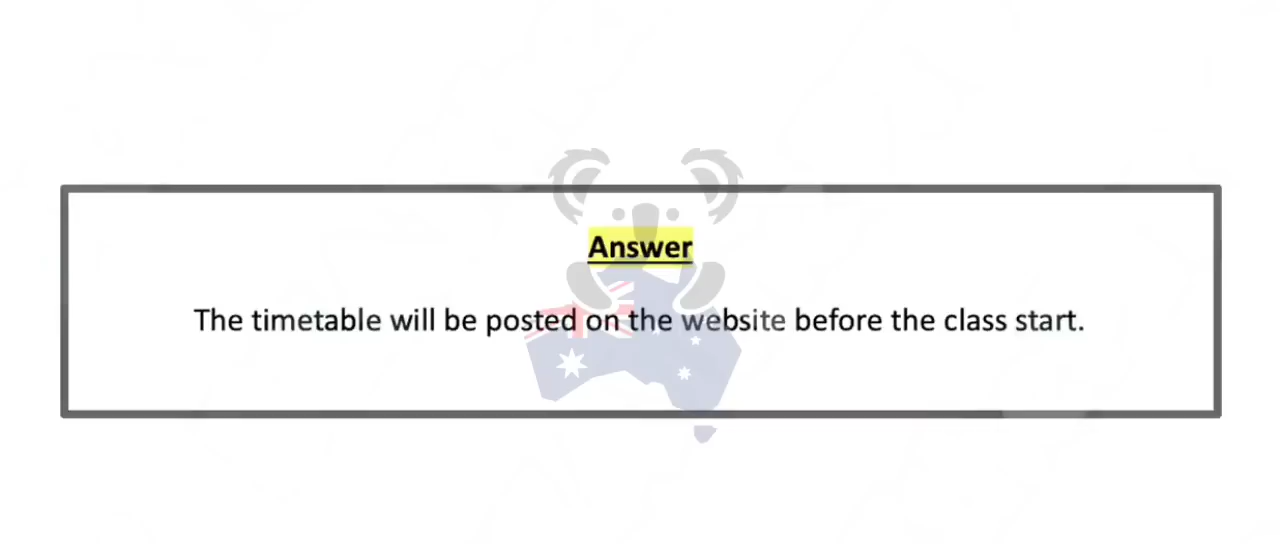 Answer
The timetable will be posted on the website before the class start.